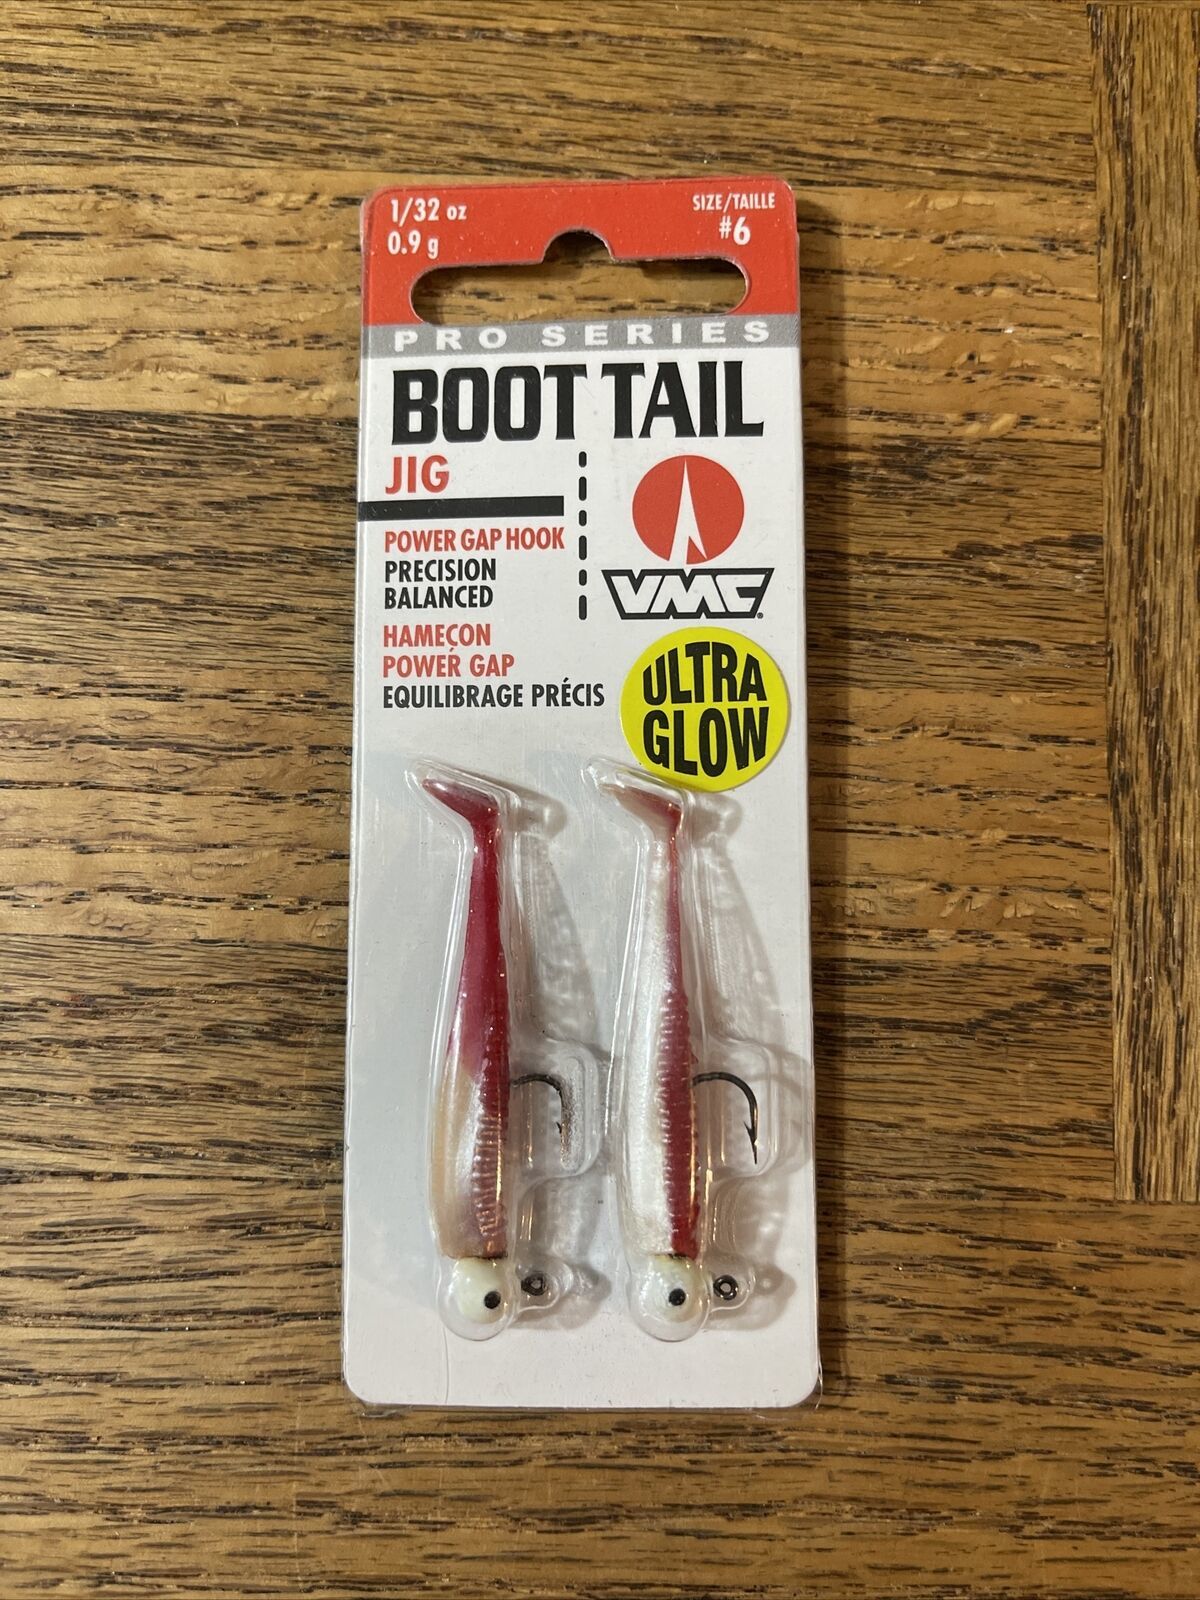 1/32 oz
0.9 g
SIZE/TAILLE
#6
PRO SERIES
BOOT TAIL
JIG
POWER GAP HOOK
PRECISION
BALANCED
HAMEÇON
POWER GAP
EQUILIBRAGE PRÉCIS
VMC®
ULTRA
GLOW